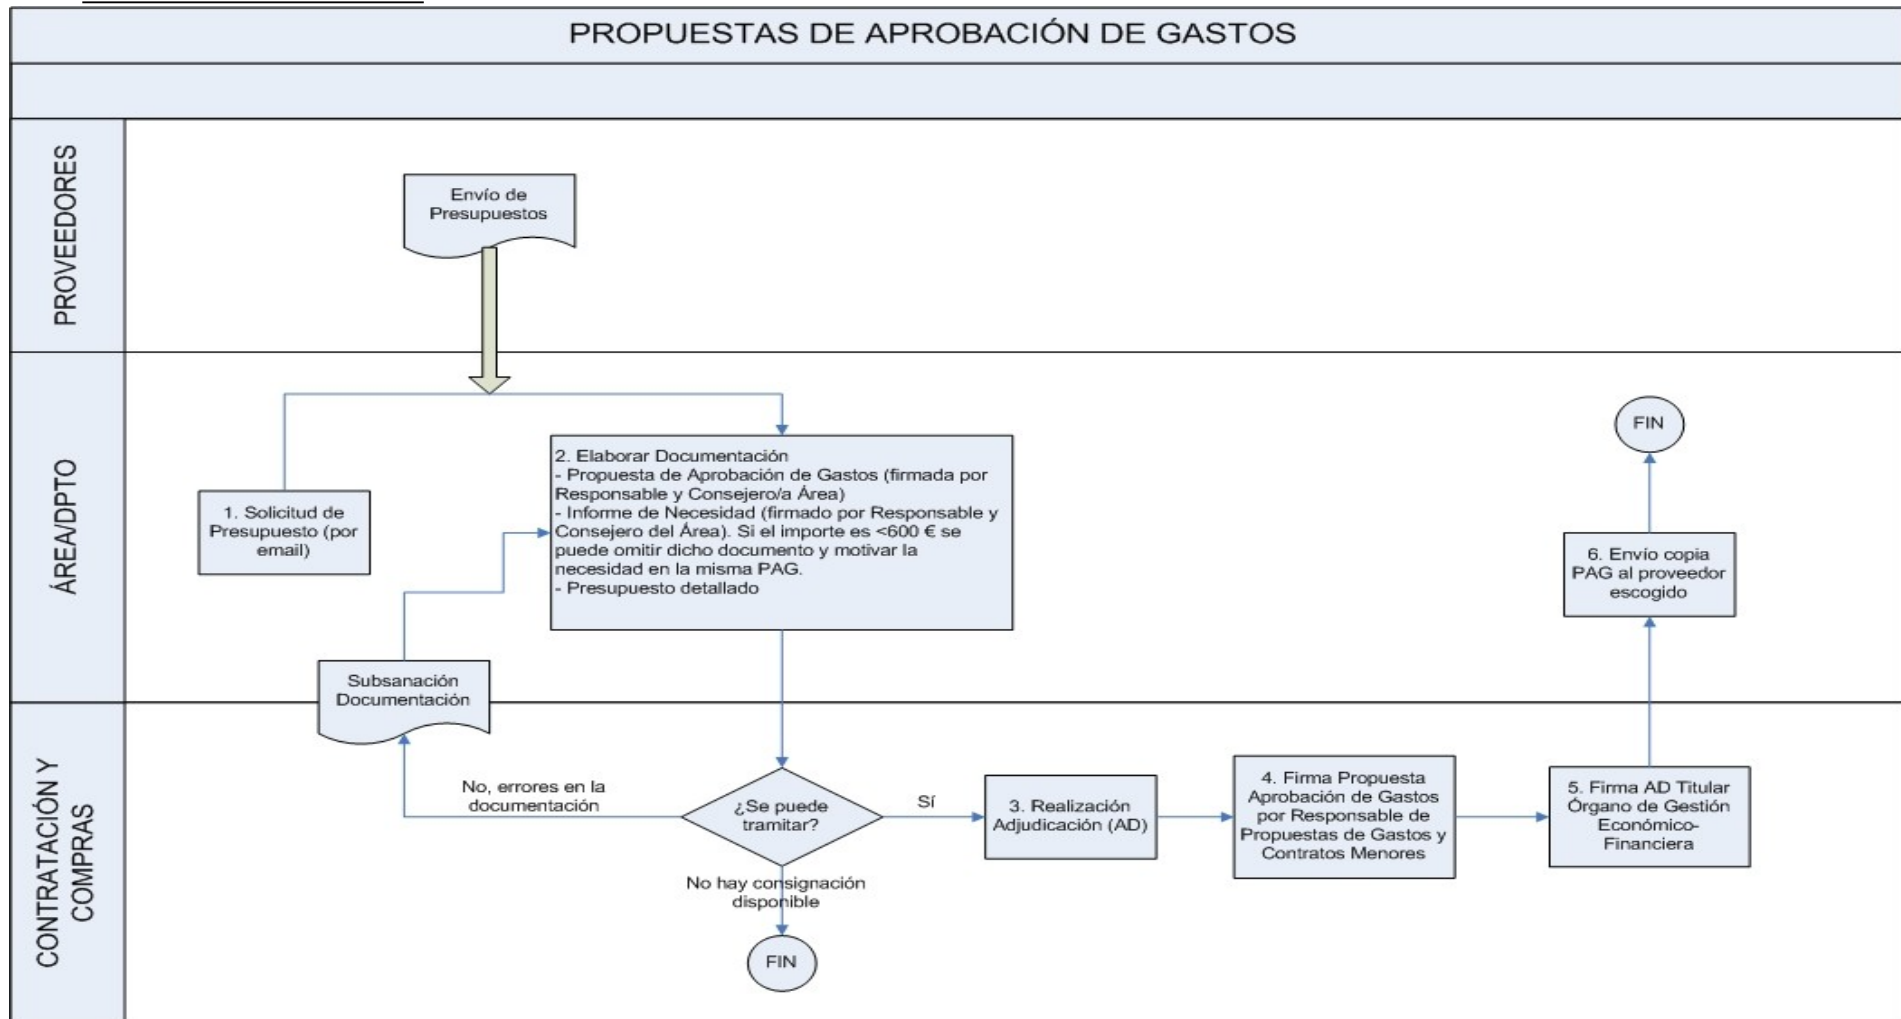 PROPUESTAS DE APROBACIÓN DE GASTOS
PROVEEDORES
Envío de
Presupuestos
ÁREA/DPTO
1. Solicitud de
Presupuesto (por
email)
2. Elaborar Documentación
- Propuesta de Aprobación de Gastos (firmada por
Responsable y Consejero/a Área)
- Informe de Necesidad (firmado por Responsable y
Consejero del Área). Si el importe es <600 € se
puede omitir dicho documento y motivar la
necesidad en la misma PAG.
- Presupuesto detallado
FIN
6. Envío copia
PAG al proveedor
escogido
Subsanación
Documentación
CONTRATACIÓN Y
COMPRAS
No, errores en la
documentación
¿Se puede
tramitar?
Sí
3. Realización
Adjudicación (AD)
4. Firma Propuesta
Aprobación de Gastos
por Responsable de
Propuestas de Gastos y
Contratos Menores
5. Firma AD Titular
Órgano de Gestión
Económico-
Financiera
No hay consignación
disponible
FIN